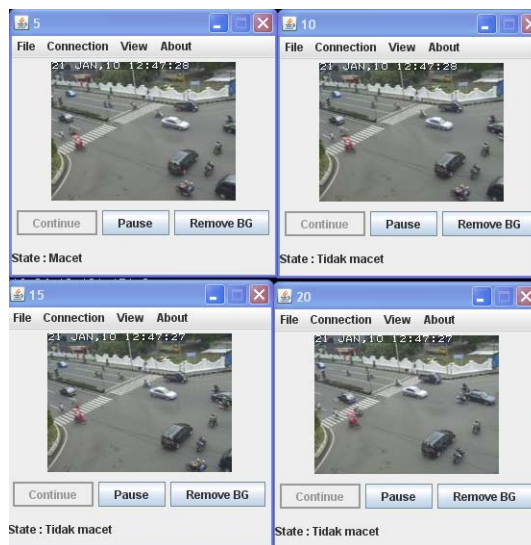 5
File Connection View About
21 JAN,10 12:47:28
Continue Pause Remove BG
State : Macet
10
File Connection View About
21 JAN,10 12:47:28
Continue Pause Remove BG
State : Tidak macet
15
File Connection View About
21 JAN,10 12:47:27
Continue Pause Remove BG
State : Tidak macet
20
File Connection View About
21 JAN,10 12:47:27
Continue Pause Remove BG
State : Tidak macet